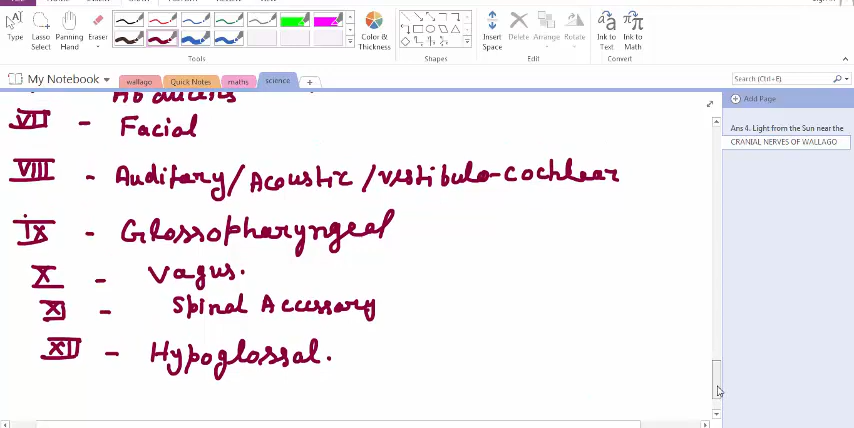 Type
Lasso Select
Panning Hand
Eraser
Color & Thickness
Insert Space
Delete
Arrange
Rotate
Ink to Text
Ink to Math
Tools
Shapes
Edit
Convert
My Notebook
wallago
Quick Notes
maths
science
Search (Ctrl+E)
Add Page
Ans 4. Light from the Sun near the
CRANIAL NERVES OF WALLAGO
Abducens
VII - Facial
VIII - Auditary/Acoustic/vestibulo-cochlear
ix - Glossopharyngeal
X - Vagus.
XI - Spinal Accessary
XII - Hypoglossal.